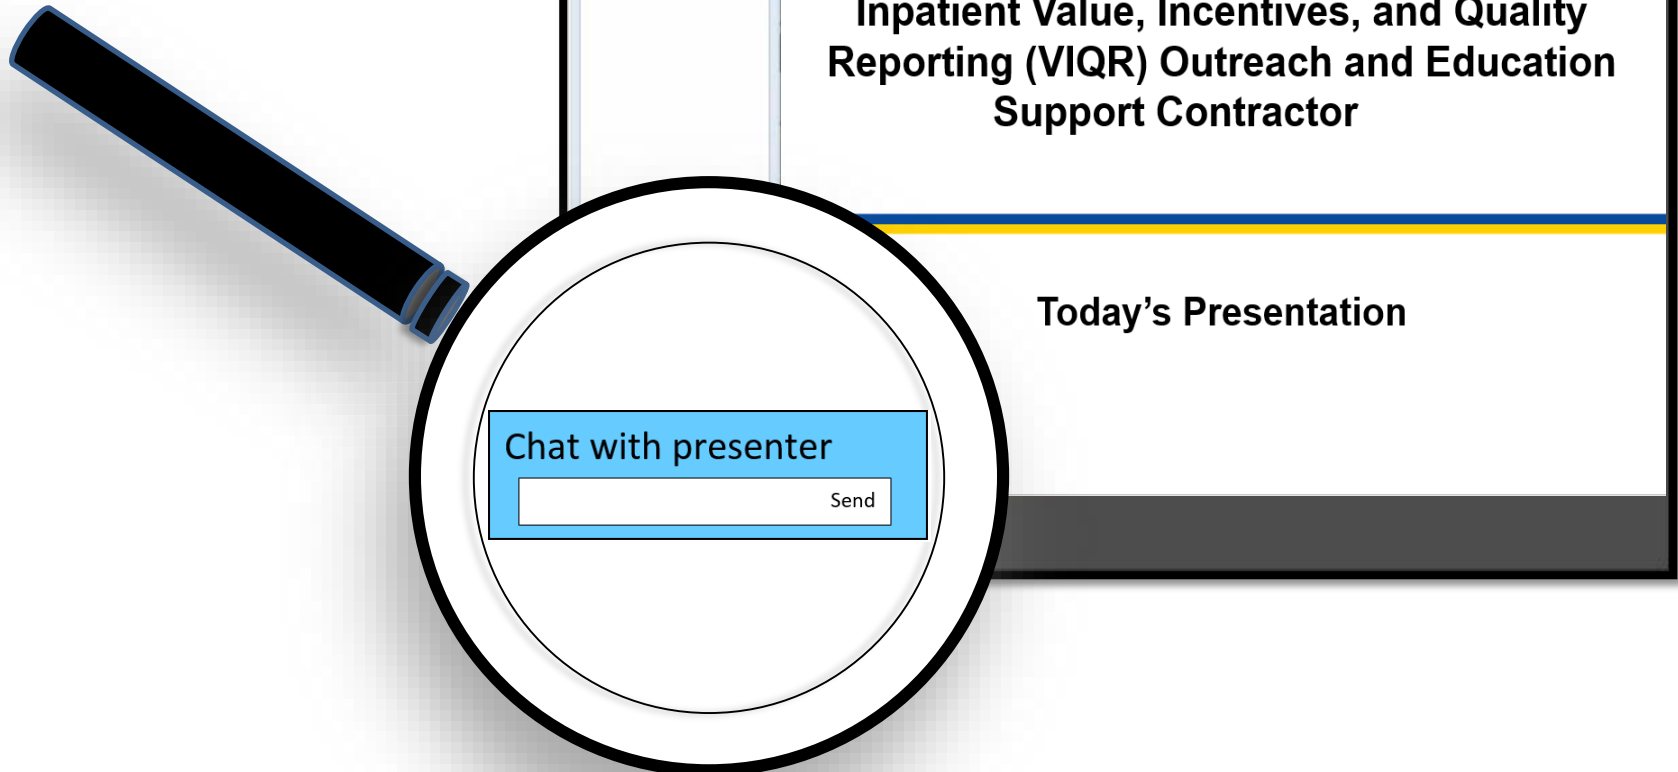 Inpatient Value, Incentives, and Quality
Reporting (VIQR) Outreach and Education
Support Contractor
Today’s Presentation
Chat with presenter
Send